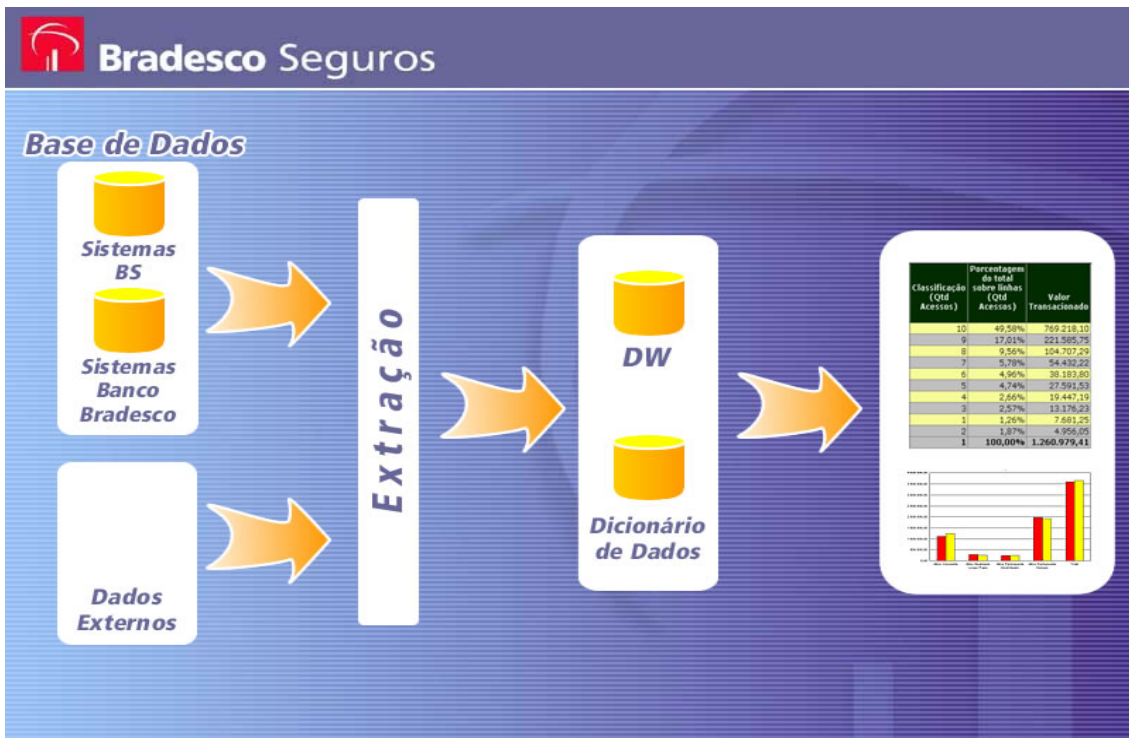 Bradesco Seguros
Base de Dados
Sistemas
BS
Sistemas
Banco
Bradesco
Dados
Externos
Extração
DW
Dicionário
de Dados
Classificação (Qtd Acessos) Porcentagem do total sobre linhas (Qtd Acessos) Valor Transacionado
10 49,58% 769.218,10
9 17,01% 221.585,75
8 9,56% 104.707,29
7 5,78% 54.432,22
6 4,96% 38.183,80
5 4,74% 27.591,53
4 2,66% 19.447,19
3 2,57% 13.176,23
1 1,26% 7.681,25
2 1,87% 4.956,05
1 100,00% 1.260.979,41